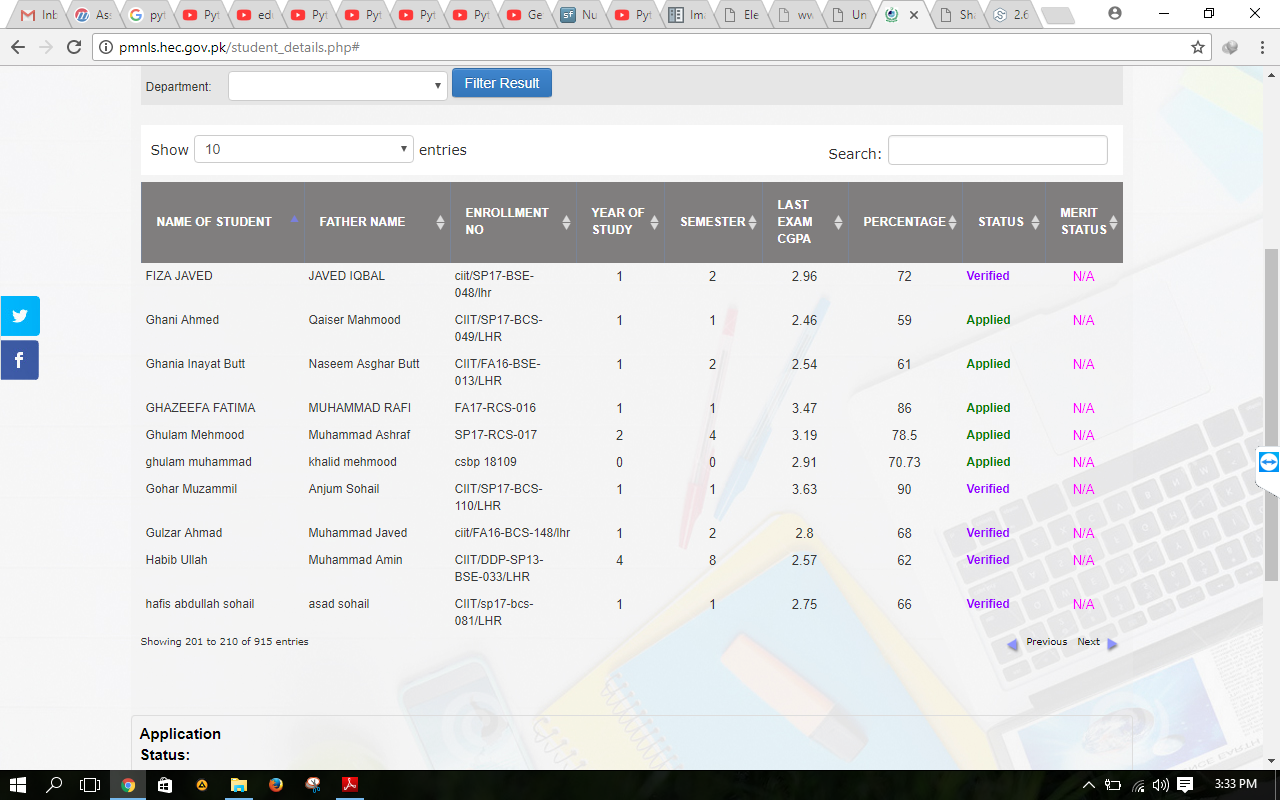 Inb
As:
pyt
Pyt
edu
Pyt
Pyt
Pyt
Pyt
Ge
Nu
Pyt
Im
Ele
wv
Un
Sha
2.6
pmnls.hec.gov.pk/student_details.php#
Department:
Filter Result
Show 10 entries
Search:
NAME OF STUDENT FATHER NAME ENROLLMENT NO YEAR OF STUDY SEMESTER LAST EXAM CGPA PERCENTAGE STATUS MERIT STATUS
FIZA JAVED JAVED IQBAL ciit/SP17-BSE- 1 2 2.96 72 Verified N/A
048/lhr
Ghani Ahmed Qaiser Mahmood CIIT/SP17-BCS- 1 1 2.46 59 Applied N/A
049/LHR
Ghania Inayat Butt Naseem Asghar Butt CIIT/FA16-BSE- 1 2 2.54 61 Applied N/A
013/LHR
GHAZEEFA FATIMA MUHAMMAD RAFI FA17-RCS-016 1 1 3.47 86 Applied N/A
Ghulam Mehmood Muhammad Ashraf SP17-RCS-017 2 4 3.19 78.5 Applied N/A
ghulam muhammad khalid mehmood csbp 18109 0 0 2.91 70.73 Applied N/A
Gohar Muzammil Anjum Sohail CIIT/SP17-BCS- 1 1 3.63 90 Verified N/A
110/LHR
Gulzar Ahmad Muhammad Javed ciit/FA16-BCS-148/lhr 1 2 2.8 68 Verified N/A
Habib Ullah Muhammad Amin CIIT/DDP-SP13- 4 8 2.57 62 Verified N/A
BSE-033/LHR
hafis abdullah sohail asad sohail CIIT/sp17-bcs- 1 1 2.75 66 Verified N/A
081/LHR
Showing 201 to 210 of 915 entries
Previous Next
Application
Status:
3:33 PM